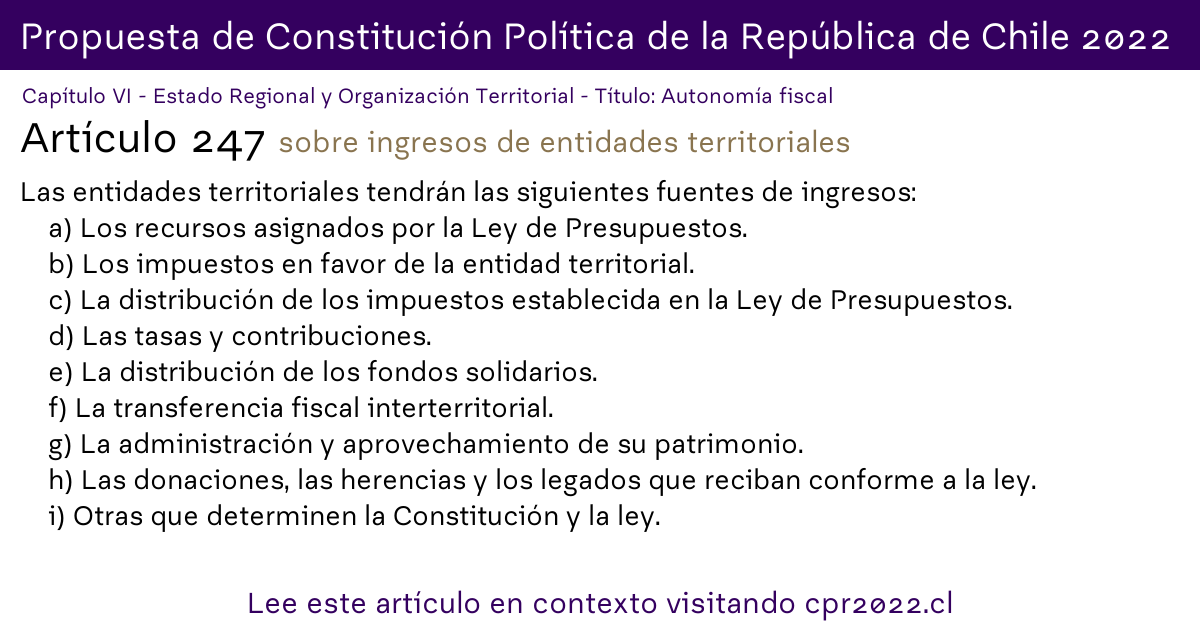 Propuesta de Constitución Política de la República de Chile 2022
Capítulo VI - Estado Regional y Organización Territorial - Título: Autonomía fiscal
Artículo 247 sobre ingresos de entidades territoriales
Las entidades territoriales tendrán las siguientes fuentes de ingresos:
a) Los recursos asignados por la Ley de Presupuestos.
b) Los impuestos en favor de la entidad territorial.
c) La distribución de los impuestos establecida en la Ley de Presupuestos.
d) Las tasas y contribuciones.
e) La distribución de los fondos solidarios.
f) La transferencia fiscal interterritorial.
g) La administración y aprovechamiento de su patrimonio.
h) Las donaciones, las herencias y los legados que reciban conforme a la ley.
i) Otras que determinen la Constitución y la ley.
Lee este artículo en contexto visitando cpr2022.cl